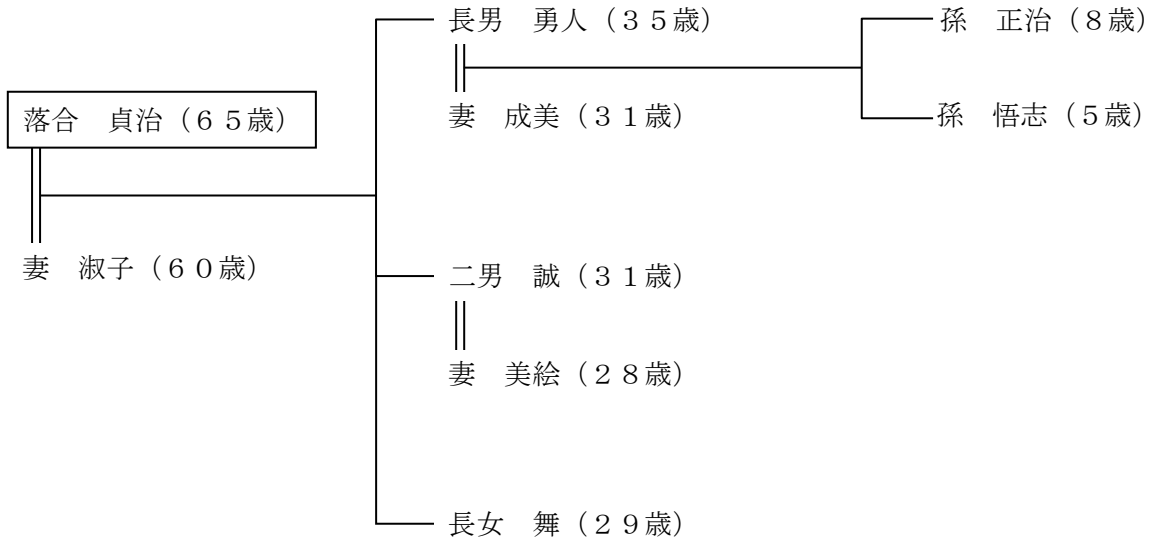 長男　勇人（３５歳）
孫　正治（８歳）
落合　貞治（６５歳）
妻　成美（３１歳）
孫　悟志（５歳）
妻　淑子（６０歳）
二男　誠（３１歳）
妻　美絵（２８歳）
長女　舞（２９歳）